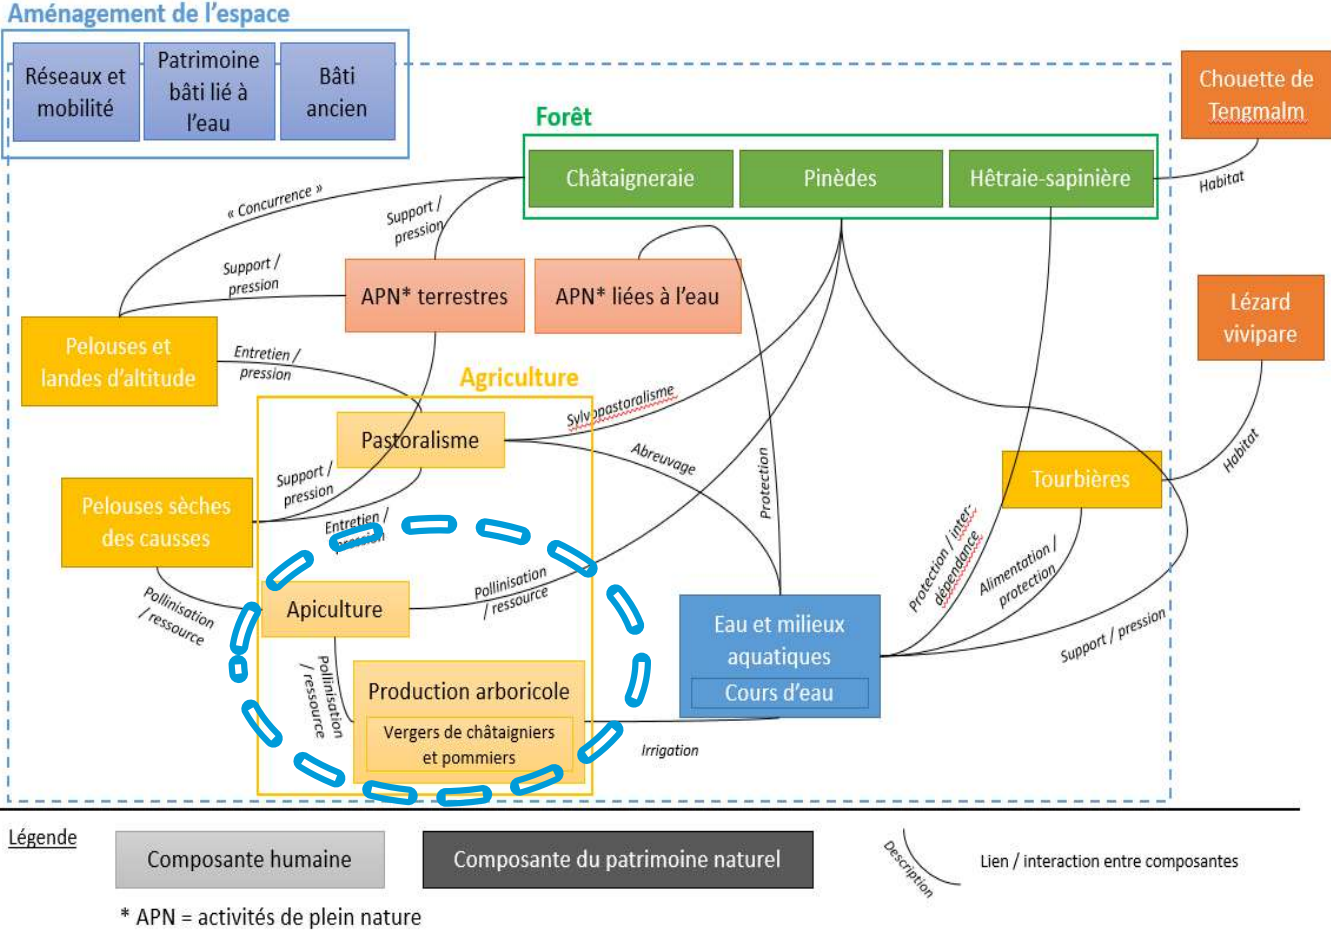 Aménagement de l'espace
Réseaux et
mobilité
Patrimoine
bâti lié à
l'eau
Bâti
ancien
Chouette de
Tengmalm
Forêt
Châtaigneraie
Pinèdes
Hêtraie-sapinière
Habitat
« Concurrence »
Support /
pression
Support /
pression
APN* terrestres
APN* liées à l'eau
Lézard
vivipare
Pelouses et
landes d'altitude
Entretien /
pression
Agriculture
Sylvopastoralisme
Pastoralisme
Abreuvage
Protection
Habitat
Tourbières
Support /
pression
Pelouses sèches
des causses
Entretien /
pression
Protection / inter-
dépendance
Alimentation /
protection
Pollinisation
/ ressource
Apiculture
Pollinisation
/ ressource
Eau et milieux
aquatiques
Cours d'eau
Support / pression
Pollinisation
/ ressource
Production arboricole
Vergers de châtaigniers
et pommiers
Irrigation
Légende
Composante humaine
Composante du patrimoine naturel
Description
Lien / interaction entre composantes
* APN = activités de plein nature